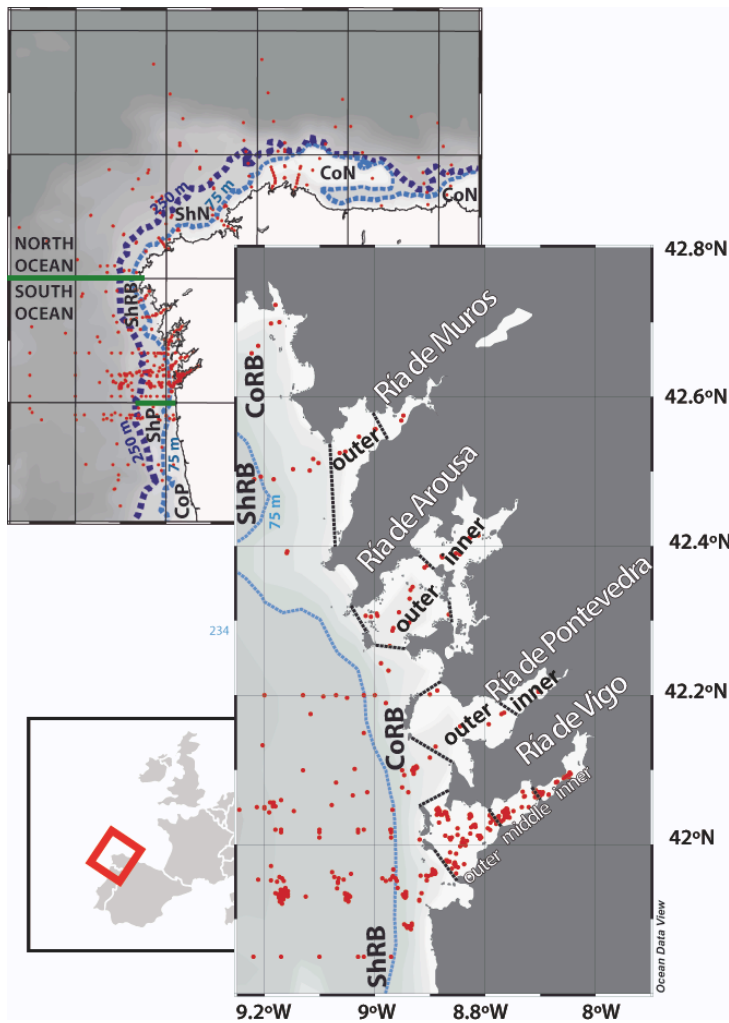 CoN
CoN
250 m
75 m
ShN
NORTH
OCEAN
SOUTH
OCEAN
ShRB
ShP
250 m
75 m
CoP
42.8ºN
Ría de Muros
CoRB
42.6ºN
outer
ShRB
75 m
Ría de Arousa
inner
42.4ºN
outer
234
Ría de Pontevedra
inner
42.2ºN
outer
CoRB
Ría de Vigo
42ºN
outer middle inner
ShRB
Ocean Data View
9.2ºW 9ºW 8.8ºW 8ºW